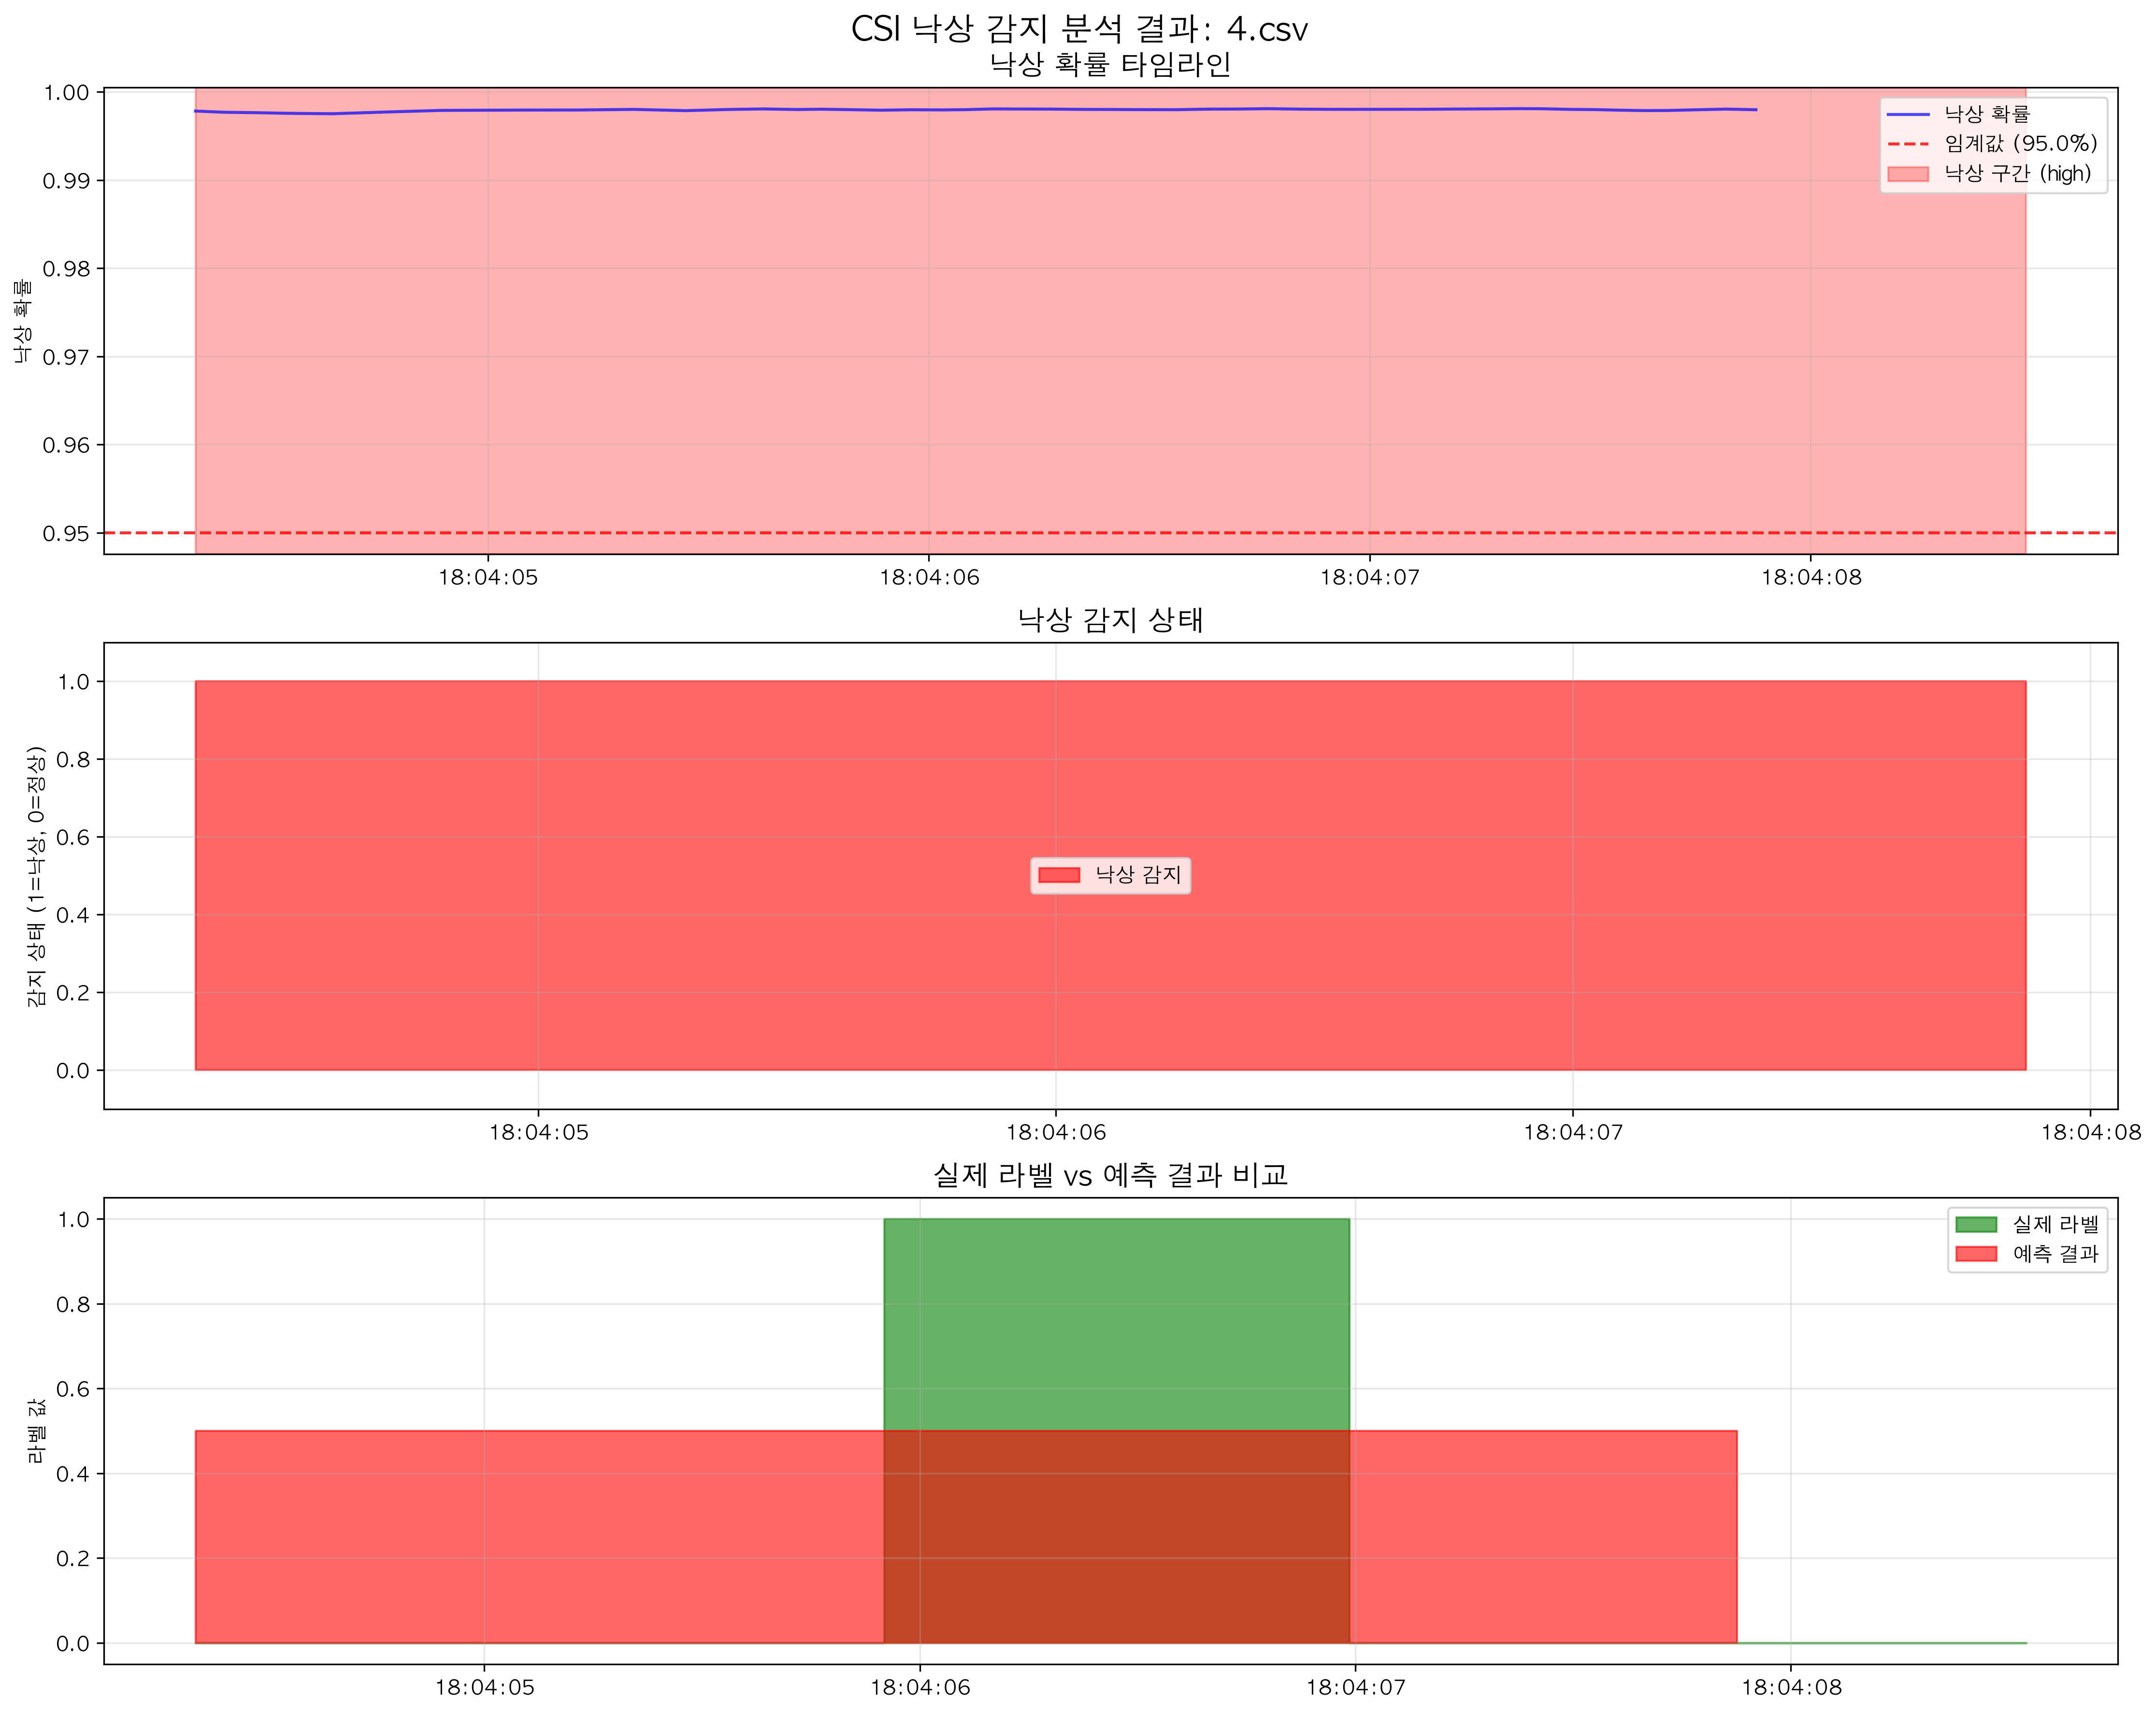 CSI 낙상 감지 분석 결과: 4.csv
낙상 확률 타임라인
낙상 확률
1.00
0.99
0.98
0.97
0.96
0.95
낙상 확률
임계값 (95.0%)
낙상 구간 (high)
18:04:05 18:04:06 18:04:07 18:04:08
낙상 감지 상태
감지 상태 (1=낙상, 0=정상)
1.0
0.8
0.6
0.4
0.2
0.0
낙상 감지
18:04:05 18:04:06 18:04:07 18:04:08
실제 라벨 vs 예측 결과 비교
라벨 값
1.0
0.8
0.6
0.4
0.2
0.0
실제 라벨
예측 결과
18:04:05 18:04:06 18:04:07 18:04:08